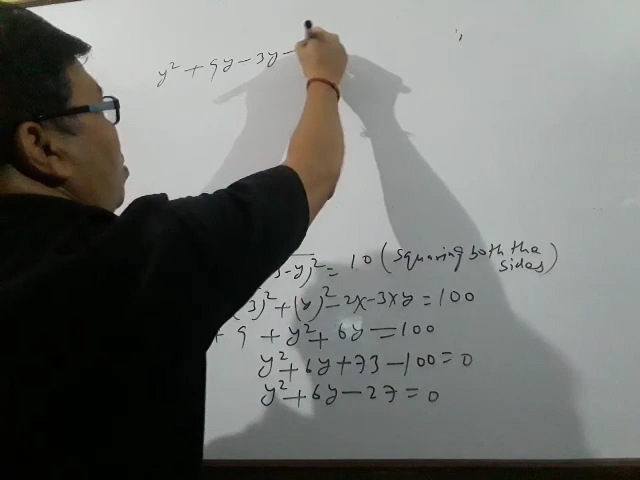 y² + 9y - 3y -
3 - y)² = 10 (Squaring both the sides)
3)² + (y)² - 2x - 3xy = 100
+ 9 + y² + 6y = 100
y² + 6y + 73 - 100 = 0
y² + 6y - 27 = 0